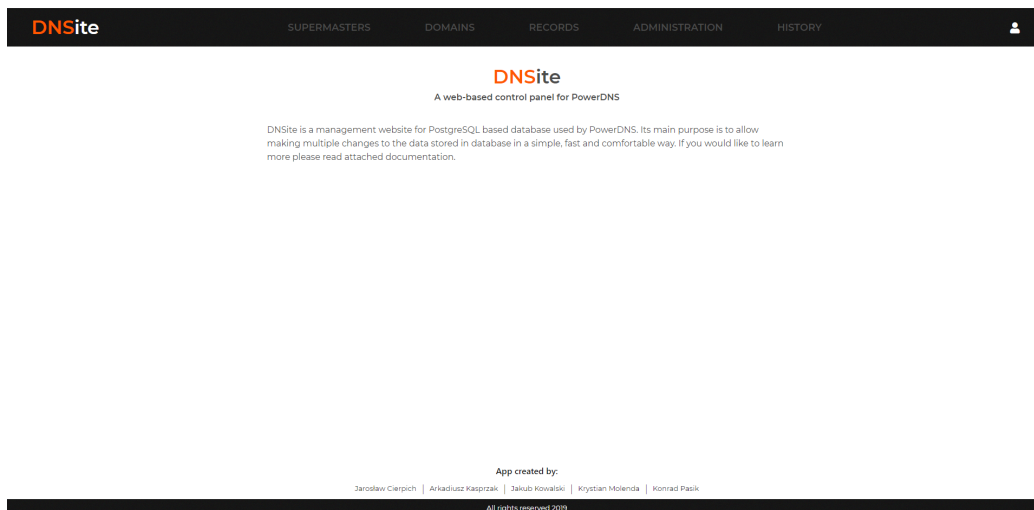 DNSite SUPERMASTERS DOMAINS RECORDS ADMINISTRATION HISTORY
DNSite
A web-based control panel for PowerDNS
DNSite is a management website for PostgreSQL based database used by PowerDNS. Its main purpose is to allow
making multiple changes to the data stored in database in a simple, fast and comfortable way. If you would like to learn
more please read attached documentation.
App created by:
Jarosław Cierpich | Arkadiusz Kasprzak | Jakub Kowalski | Krystian Molenda | Konrad Pasik
All rights reserved 2019